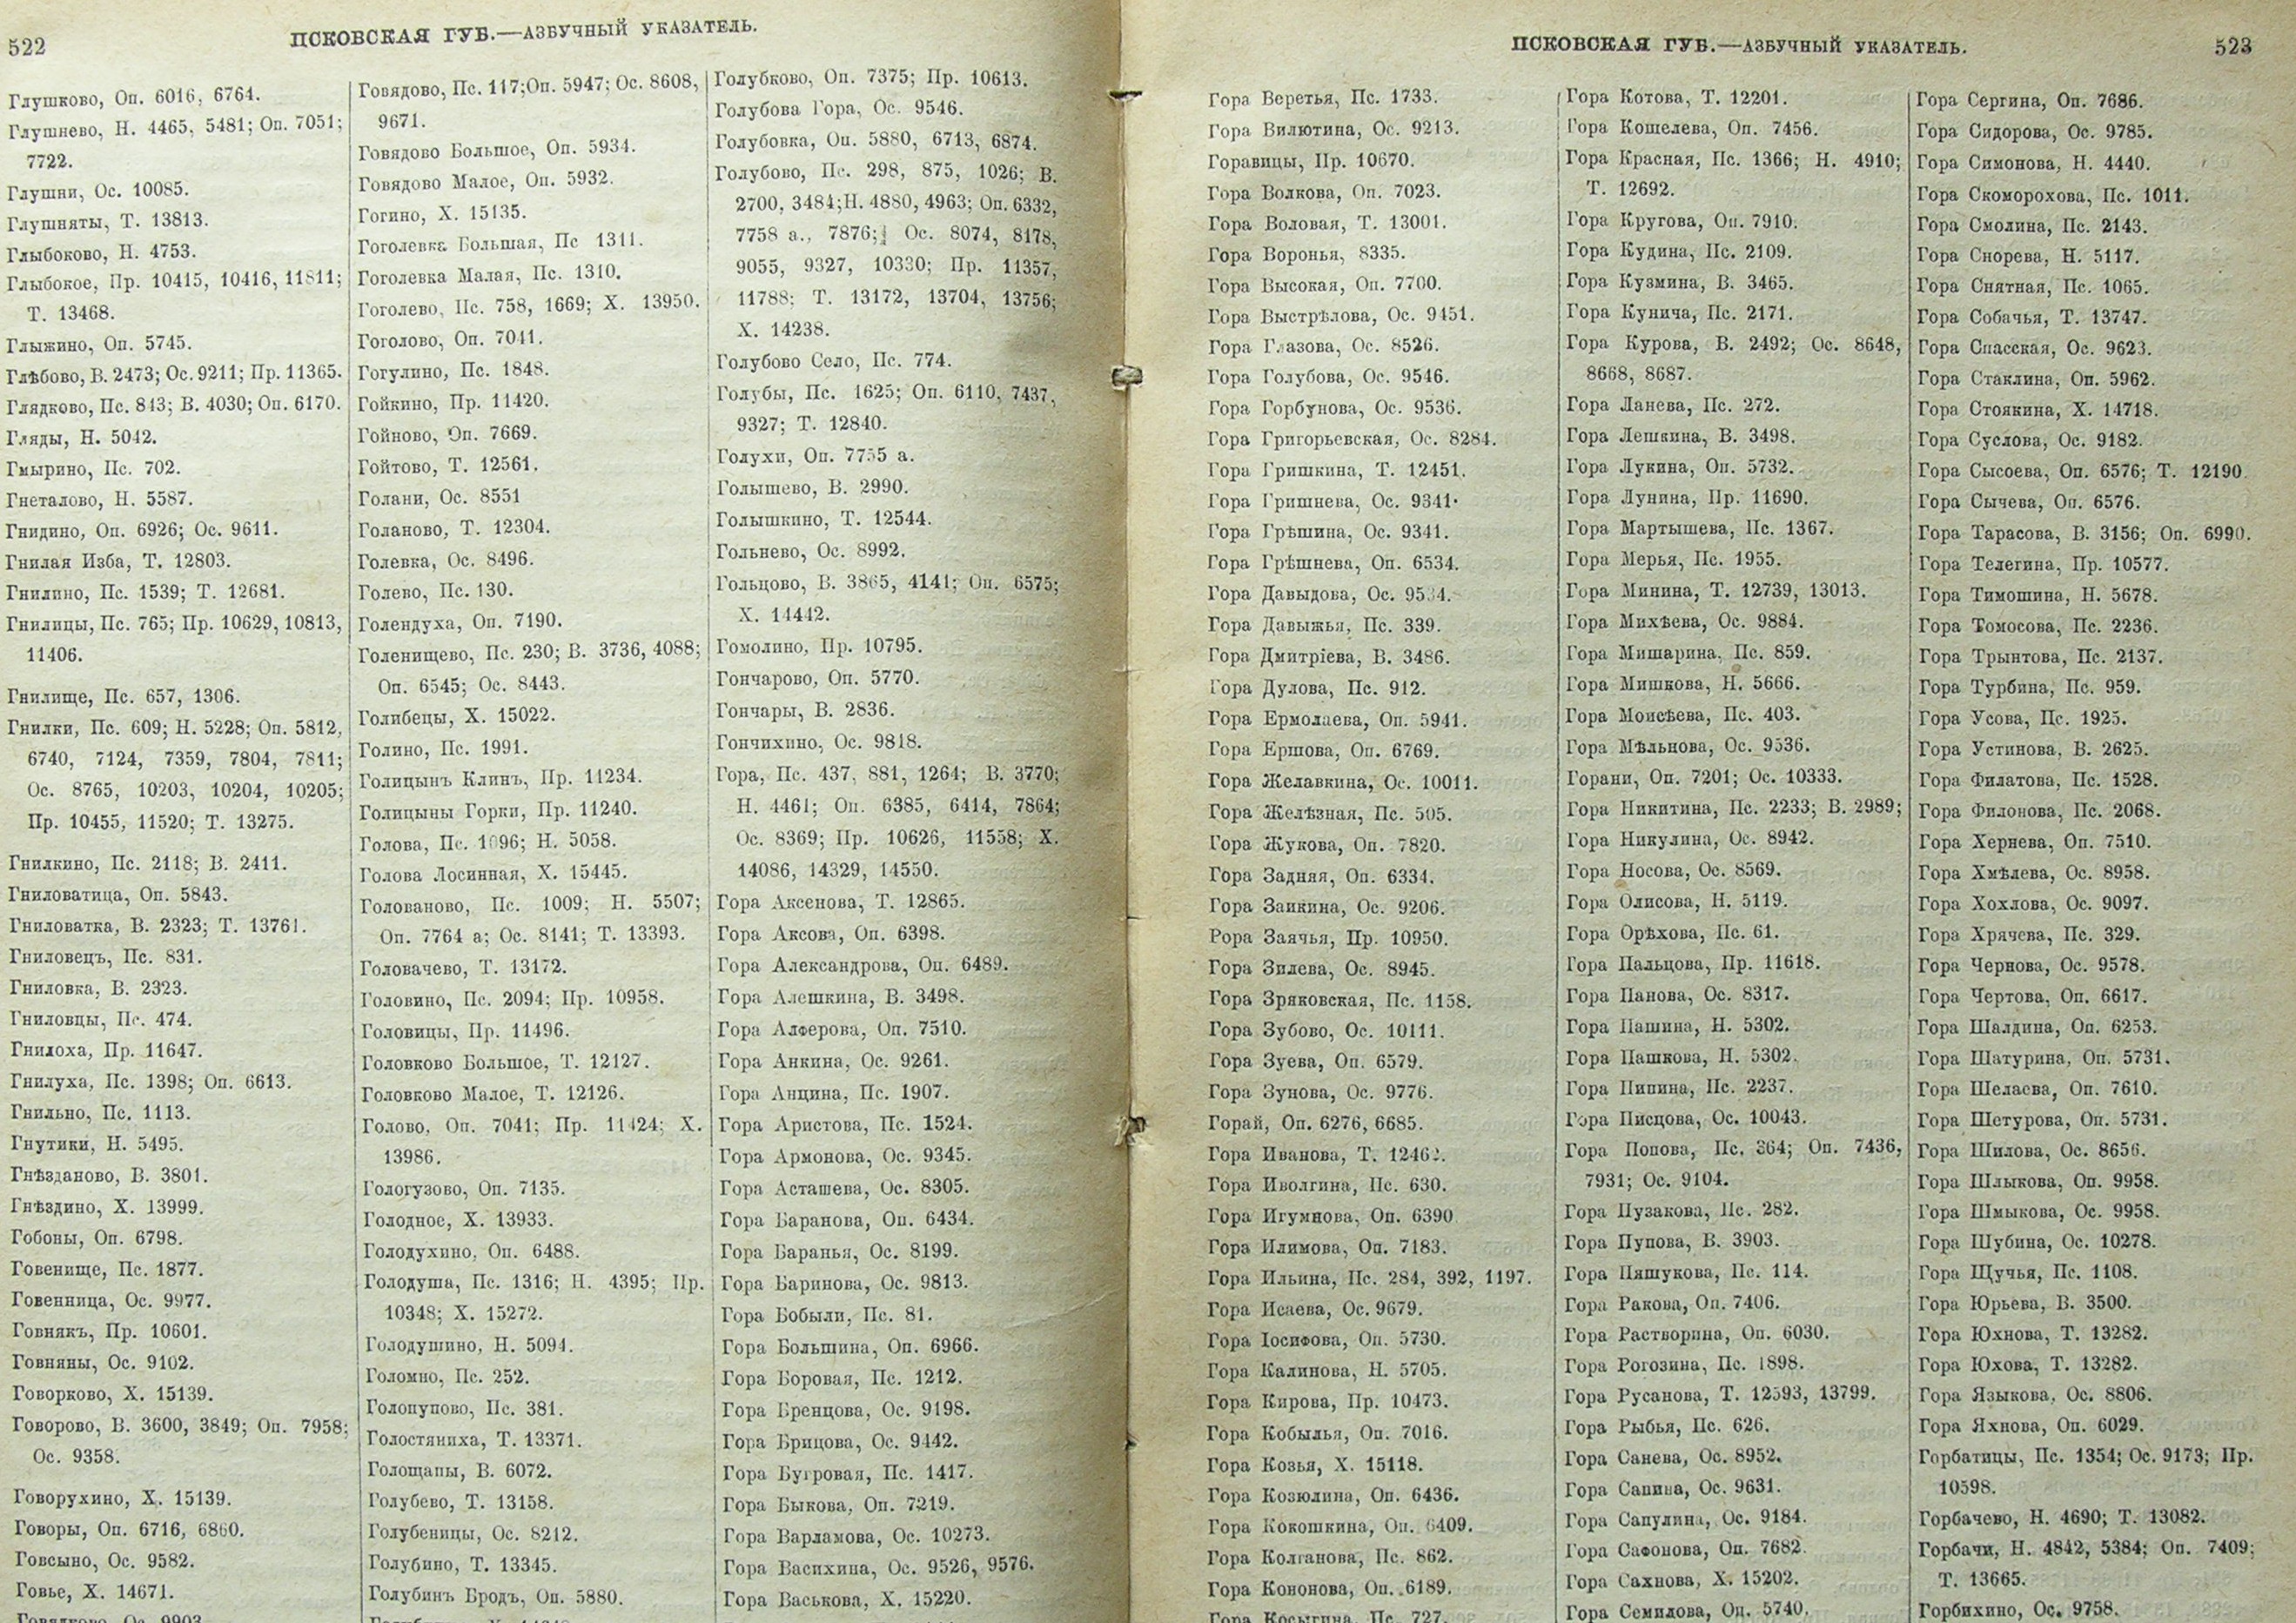 522
ПСКОВСКАЯ ГУБ.—АЗБУЧНЫЙ УКАЗАТЕЛЬ.
Глушково, Оп. 6016, 6764.
Глушнево, Н. 4465, 5481; Оп. 7051;
7722.
Глушни, Ос. 10085.
Глушняты, Т. 13813.
Глыбоково, Н. 4753.
Глыбокое, Пр. 10415, 10416, 11811;
Т. 13468.
Глыжино, Оп. 5745.
Глѣбово, В. 2473; Ос. 9211; Пр. 11365.
Глядково, Пс. 843; В. 4030; Оп. 6170.
Гляды, Н. 5042.
Гмырино, Пс. 702.
Гнеталово, Н. 5587.
Гнидино, Оп. 6926; Ос. 9611.
Гнилая Изба, Т. 12803.
Гнилино, Пс. 1539; Т. 12681.
Гнилицы, Пс. 765; Пр. 10629, 10813,
11406.
Гнилище, Пс. 657, 1306.
Гнилки, Пс. 609; Н. 5228; Оп. 5812,
6740, 7124, 7359, 7804, 7811;
Ос. 8765, 10203, 10204, 10205;
Пр. 10455, 11520; Т. 13275.
Гнилкино, Пс. 2118; В. 2411.
Гниловатица, Оп. 5843.
Гниловатка, В. 2323; Т. 13761.
Гниловецъ, Пс. 831.
Гниловка, В. 2323.
Гниловцы, Пс. 474.
Гнилоха, Пр. 11647.
Гнилуха, Пс. 1398; Оп. 6613.
Гнильно, Пс. 1113.
Гнутики, Н. 5495.
Гнѣзданово, В. 3801.
Гнѣздино, Х. 13999.
Гобоны, Оп. 6798.
Говенище, Пс. 1877.
Говенница, Ос. 9977.
Говнякъ, Пр. 10601.
Говняны, Ос. 9102.
Говорково, Х. 15139.
Говорово, В. 3600, 3849; Оп. 7958;
Ос. 9358.
Говорухино, Х. 15139.
Говоры, Оп. 6716, 6860.
Говсыно, Ос. 9582.
Говье, Х. 14671.
Говядово, Пс. 117; Оп. 5947; Ос. 8608,
9671.
Говядово Большое, Оп. 5934.
Говядово Малое, Оп. 5932.
Гогино, Х. 15135.
Гоголевка Большая, Пс 1311.
Гоголевка Малая, Пс. 1310.
Гоголево, Пс. 758, 1669; Х. 13950.
Гоголово, Оп. 7041.
Гогулино, Пс. 1848.
Гойкино, Пр. 11420.
Гойново, Оп. 7669.
Гойтово, Т. 12561.
Голани, Ос. 8551
Голаново, Т. 12304.
Голевка, Ос. 8496.
Голево, Пс. 130.
Голендуха, Оп. 7190.
Голенищево, Пс. 230; В. 3736, 4088;
Оп. 6545; Ос. 8443.
Голибецы, Х. 15022.
Голино, Пс. 1991.
Голицынъ Клинъ, Пр. 11234.
Голицыны Горки, Пр. 11240.
Голова, Пс. 1096; Н. 5058.
Голова Лосинная, Х. 15445.
Голованово, Пс. 1009; Н. 5507;
Оп. 7764 а; Ос. 8141; Т. 13393.
Головачево, Т. 13172.
Головино, Пс. 2094; Пр. 10958.
Головицы, Пр. 11496.
Головково Большое, Т. 12127.
Головково Малое, Т. 12126.
Голово, Оп. 7041; Пр. 11424; Х.
13986.
Гологузово, Оп. 7135.
Голодное, Х. 13933.
Голодухино, Оп. 6488.
Голодуша, Пс. 1316; Н. 4395; Пр.
10348; Х. 15272.
Голодушино, Н. 5094.
Голомно, Пс. 252.
Голопупово, Пс. 381.
Голостяниха, Т. 13371.
Голощапы, В. 6072.
Голубево, Т. 13158.
Голубеницы, Ос. 8212.
Голубино, Т. 13345.
Голубинъ Бродъ, Оп. 5880.
Голубково, Оп. 7375; Пр. 10613.
Голубова Гора, Ос. 9546.
Голубовка, Оп. 5880, 6713, 6874.
Голубово, Пс. 298, 875, 1026; В.
2700, 3484; Н. 4880, 4963; Оп. 6332,
7758 а., 7876; Ос. 8074, 8178,
9055, 9327, 10330; Пр. 11357,
11788; Т. 13172, 13704, 13756;
Х. 14238.
Голубово Село, Пс. 774.
Голубы, Пс. 1625; Оп. 6110, 7437,
9327; Т. 12840.
Голухи, Оп. 7755 а.
Голышево, В. 2990.
Голышкино, Т. 12544.
Гольнево, Ос. 8992.
Гольцово, В. 3865, 4141; Оп. 6575;
Х. 14442.
Гомолино, Пр. 10795.
Гончарово, Оп. 5770.
Гончары, В. 2836.
Гончихино, Ос. 9818.
Гора, Пс. 437, 881, 1264; В. 3770;
Н. 4461; Оп. 6385, 6414, 7864;
Ос. 8369; Пр. 10626, 11558; Х.
14086, 14329, 14550.
Гора Аксенова, Т. 12865.
Гора Аксова, Оп. 6398.
Гора Александрова, Оп. 6489.
Гора Алешкина, В. 3498.
Гора Алѳерова, Оп. 7510.
Гора Анкина, Ос. 9261.
Гора Анцина, Пс. 1907.
Гора Аристова, Пс. 1524.
Гора Армонова, Ос. 9345.
Гора Асташева, Ос. 8305.
Гора Баранова, Оп. 6434.
Гора Баранья, Ос. 8199.
Гора Баринова, Ос. 9813.
Гора Бобыли, Пс. 81.
Гора Большина, Оп. 6966.
Гора Боровая, Пс. 1212.
Гора Бренцова, Ос. 9198.
Гора Брицова, Ос. 9442.
Гора Бугровая, Пс. 1417.
Гора Быкова, Оп. 7219.
Гора Варламова, Ос. 10273.
Гора Васихина, Ос. 9526, 9576.
Гора Васькова, Х. 15220.
ПСКОВСКАЯ ГУБ.—АЗБУЧНЫЙ УКАЗАТЕЛЬ.
523
Гора Веретья, Пс. 1733.
Гора Вилютина, Ос. 9213.
Горавицы, Пр. 10670.
Гора Волкова, Оп. 7023.
Гора Воловая, Т. 13001.
Гора Воронья, 8335.
Гора Высокая, Оп. 7700.
Гора Выстрѣлова, Ос. 9451.
Гора Глазова, Ос. 8526.
Гора Голубова, Ос. 9546.
Гора Горбунова, Ос. 9536.
Гора Григорьевская, Ос. 8284.
Гора Гришкина, Т. 12451.
Гора Гришнева, Ос. 9341.
Гора Грѣшина, Ос. 9341.
Гора Грѣшнева, Оп. 6534.
Гора Давыдова, Ос. 9534.
Гора Давыжья, Пс. 339.
Гора Дмитріева, В. 3486.
Гора Дулова, Пс. 912.
Гора Ермолаева, Оп. 5941.
Гора Ершова, Оп. 6769.
Гора Желавкина, Ос. 10011.
Гора Желѣзная, Пс. 505.
Гора Жукова, Оп. 7820.
Гора Задняя, Оп. 6334.
Гора Заикина, Ос. 9206.
Рора Заячья, Пр. 10950.
Гора Зилева, Ос. 8945.
Гора Зряковская, Пс. 1158.
Гора Зубово, Ос. 10111.
Гора Зуева, Оп. 6579.
Гора Зунова, Ос. 9776.
Горай, Оп. 6276, 6685.
Гора Иванова, Т. 12462.
Гора Иволгина, Пс. 630.
Гора Игумнова, Оп. 6390
Гора Илимова, Оп. 7183.
Гора Ильина, Пс. 284, 392, 1197.
Гора Исаева, Ос. 9679.
Гора Іосифова, Оп. 5730.
Гора Калинова, Н. 5705.
Гора Кирова, Пр. 10473.
Гора Кобылья, Оп. 7016.
Гора Козья, Х. 15118.
Гора Козюлина, Оп. 6436.
Гора Кокошкина, Оп. 6409.
Гора Колганова, Пс. 862.
Гора Кононова, Оп. 6189.
Гора Косыгина, Пс. 727.
Гора Котова, Т. 12201.
Гора Кошелева, Оп. 7456.
Гора Красная, Пс. 1366; Н. 4910;
Т. 12692.
Гора Кругова, Оп. 7910.
Гора Кудина, Пс. 2109.
Гора Кузмина, В. 3465.
Гора Кунича, Пс. 2171.
Гора Курова, В. 2492; Ос. 8648,
8668, 8687.
Гора Ланева, Пс. 272.
Гора Лешкина, В. 3498.
Гора Лукина, Оп. 5732.
Гора Лунина, Пр. 11690.
Гора Мартышева, Пс. 1367.
Гора Мерья, Пс. 1955.
Гора Минина, Т. 12739, 13013.
Гора Михѣева, Ос. 9884.
Гора Мишарина, Пс. 859.
Гора Мишкова, Н. 5666.
Гора Моисѣева, Пс. 403.
Гора Мѣльнова, Ос. 9536.
Горани, Оп. 7201; Ос. 10333.
Гора Никитина, Пс. 2233; В. 2989;
Гора Никулина, Ос. 8942.
Гора Носова, Ос. 8569.
Гора Олисова, Н. 5119.
Гора Орѣхова, Пс. 61.
Гора Пальцова, Пр. 11618.
Гора Панова, Ос. 8317.
Гора Пашина, Н. 5302.
Гора Пашкова, Н. 5302.
Гора Пипина, Пс. 2237.
Гора Писцова, Ос. 10043.
Гора Попова, Пс. 364; Оп. 7436,
7931; Ос. 9104.
Гора Пузакова, Пс. 282.
Гора Пупова, В. 3903.
Гора Пяшукова, Пс. 114.
Гора Ракова, Оп. 7406.
Гора Растворина, Оп. 6030.
Гора Рогозина, Пс. 1898.
Гора Русанова, Т. 12593, 13799.
Гора Рыбья, Пс. 626.
Гора Санева, Ос. 8952.
Гора Сапина, Ос. 9631.
Гора Сапулина, Ос. 9184.
Гора Сафонова, Оп. 7682.
Гора Сахнова, Х. 15202.
Гора Семилова, Оп. 5740.
Гора Сергина, Оп. 7686.
Гора Сидорова, Ос. 9785.
Гора Симонова, Н. 4440.
Гора Скоморохова, Пс. 1011.
Гора Смолина, Пс. 2143.
Гора Снорева, Н. 5117.
Гора Снятная, Пс. 1065.
Гора Собачья, Т. 13747.
Гора Спасская, Ос. 9623.
Гора Стаклина, Оп. 5962.
Гора Стоякина, Х. 14718.
Гора Суслова, Ос. 9182.
Гора Сысоева, Оп. 6576; Т. 12190
Гора Сычева, Оп. 6576.
Гора Тарасова, В. 3156; Оп. 6990.
Гора Телегина, Пр. 10577.
Гора Тимошина, Н. 5678.
Гора Томосова, Пс. 2236.
Гора Трынтова, Пс. 2137.
Гора Турбина, Пс. 959.
Гора Усова, Пс. 1925.
Гора Устинова, В. 2625.
Гора Филатова, Пс. 1528.
Гора Филонова, Пс. 2068.
Гора Хернева, Оп. 7510.
Гора Хмѣлева, Ос. 8958.
Гора Хохлова, Ос. 9097.
Гора Хрячева, Пс. 329.
Гора Чернова, Ос. 9578.
Гора Чертова, Оп. 6617.
Гора Шалдина, Оп. 6253.
Гора Шатурина, Оп. 5731.
Гора Шелаева, Оп. 7610.
Гора Шетурова, Оп. 5731.
Гора Шилова, Ос. 8656.
Гора Шлыкова, Оп. 9958.
Гора Шмыкова, Ос. 9958.
Гора Шубина, Ос. 10278.
Гора Щучья, Пс. 1108.
Гора Юрьева, В. 3500.
Гора Юхнова, Т. 13282.
Гора Юхова, Т. 13282.
Гора Языкова, Ос. 8806.
Гора Яхнова, Оп. 6029.
Горбатицы, Пс. 1354; Ос. 9173; Пр.
10598.
Горбачево, Н. 4690; Т. 13082.
Горбачи, Н. 4842, 5384; Оп. 7409;
Т. 13665.
Горбихино, Ос. 9758.